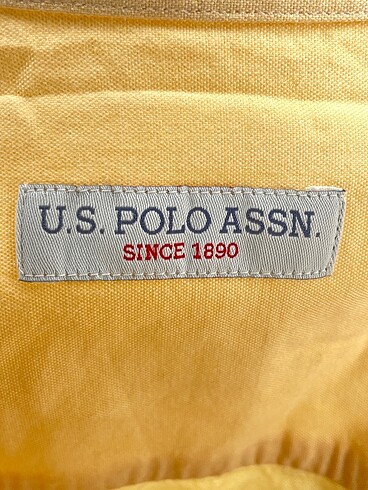 U.S. POLO ASSN.
SINCE 1890